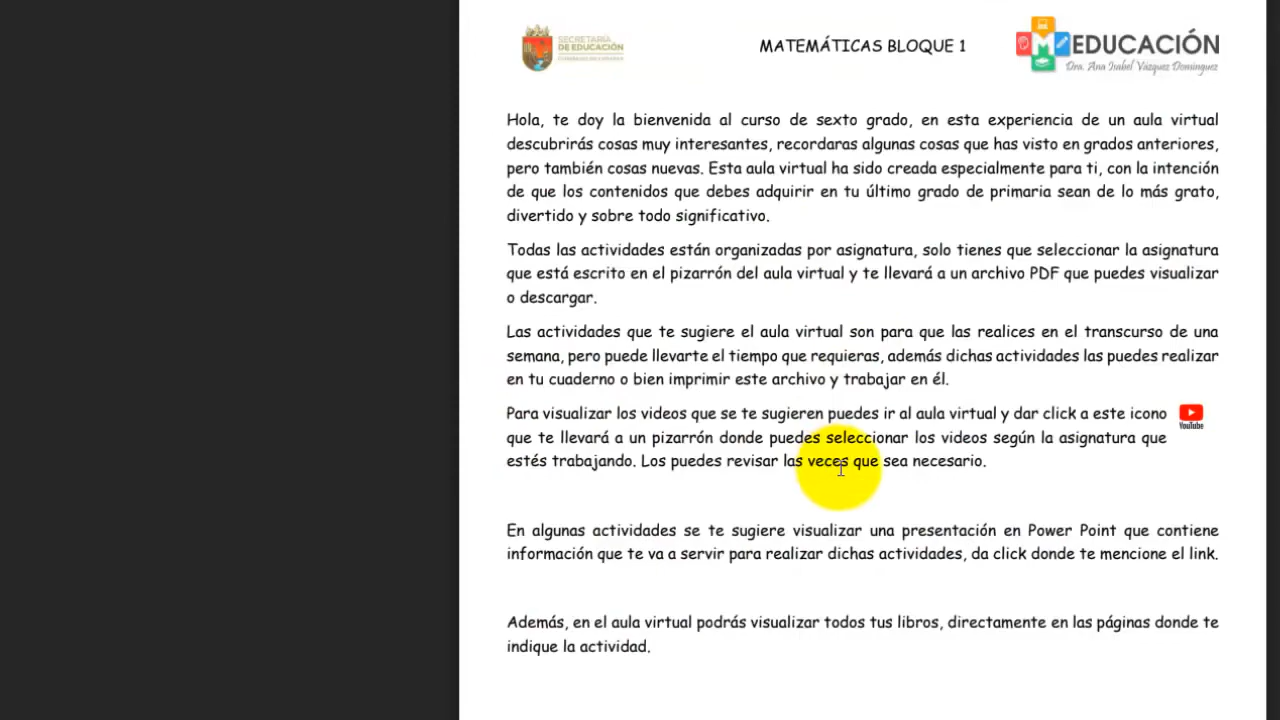 SECRETARÍA
DE EDUCACIÓN
MATEMÁTICAS BLOQUE 1
M EDUCACIÓN
Dra. Ana Isabel Vázquez Domínguez
Hola, te doy la bienvenida al curso de sexto grado, en esta experiencia de un aula virtual
descubrirás cosas muy interesantes, recordaras algunas cosas que has visto en grados anteriores,
pero también cosas nuevas. Esta aula virtual ha sido creada especialmente para ti, con la intención
de que los contenidos que debes adquirir en tu último grado de primaria sean de lo más grato,
divertido y sobre todo significativo.
Todas las actividades están organizadas por asignatura, solo tienes que seleccionar la asignatura
que está escrito en el pizarrón del aula virtual y te llevará a un archivo PDF que puedes visualizar
o descargar.
Las actividades que te sugiere el aula virtual son para que las realices en el transcurso de una
semana, pero puede llevarte el tiempo que requieras, además dichas actividades las puedes realizar
en tu cuaderno o bien imprimir este archivo y trabajar en él.
Para visualizar los videos que se te sugieren puedes ir al aula virtual y dar click a este icono
YouTube
que te llevará a un pizarrón donde puedes seleccionar los videos según la asignatura que
estés trabajando. Los puedes revisar las veces que sea necesario.
En algunas actividades se te sugiere visualizar una presentación en Power Point que contiene
información que te va a servir para realizar dichas actividades, da click donde te mencione el link.
Además, en el aula virtual podrás visualizar todos tus libros, directamente en las páginas donde te
indique la actividad.